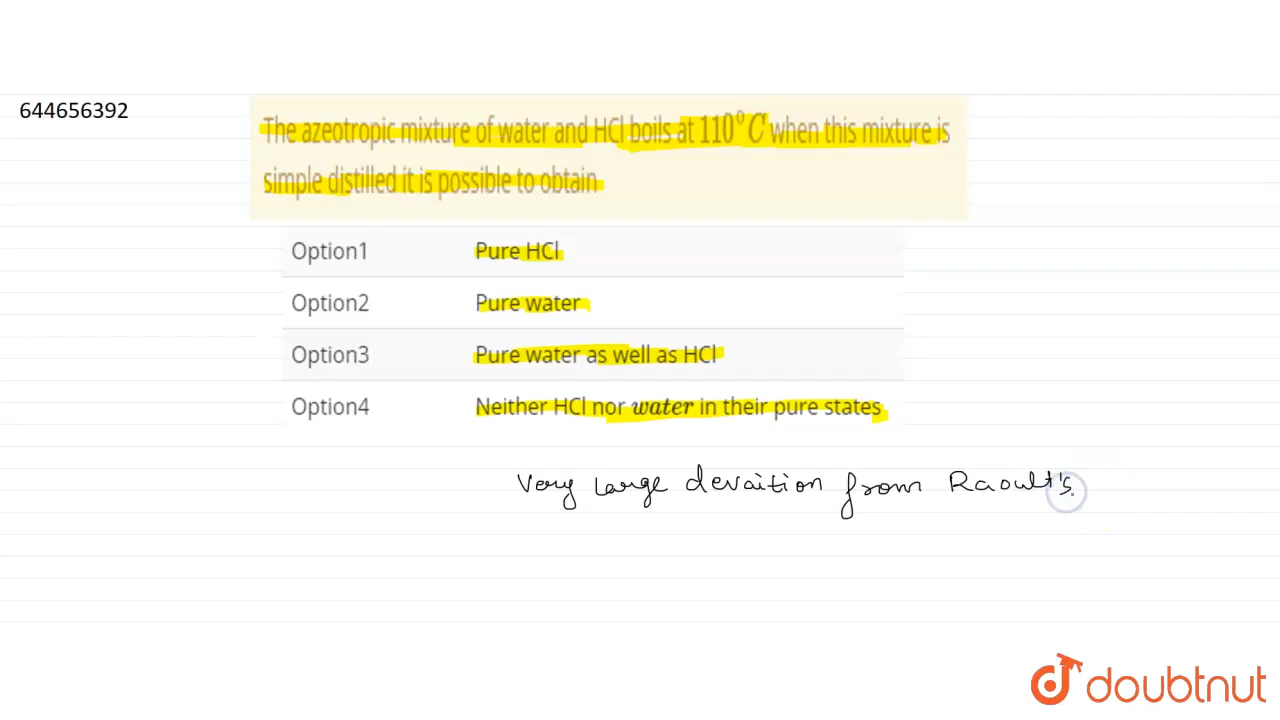 644656392
The azeotropic mixture of water and HCl boils at 110°C when this mixture is
simple distilled it is possible to obtain
Option1 Pure HCl
Option2 Pure water
Option3 Pure water as well as HCl
Option4 Neither HCl nor water in their pure states
Very large devaition from Raoult's
doubtnut